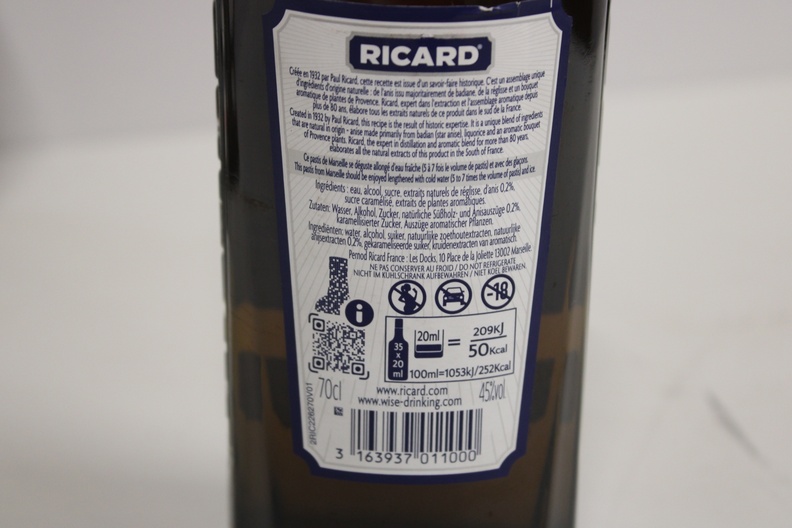 RICARD®
Créée en 1932 par Paul Ricard, cette recette est issue d'un savoir-faire historique. C'est un assemblage unique
d'ingrédients d'origine naturelle : de l'anis issu majoritairement de badiane, de la réglisse et un bouquet
aromatique de plantes de Provence. Ricard, expert dans l'extraction et l'assemblage aromatique depuis
plus de 80 ans, élabore tous les extraits naturels de ce produit dans le sud de la France.
Created in 1932 by Paul Ricard, this recipe is the result of historic expertise. It is a unique blend of ingredients
that are natural in origin - anise made primarily from badian (star anise), liquorice and an aromatic bouquet
of Provence plants. Ricard, the expert in distillation and aromatic blend for more than 80 years,
elaborates all the natural extracts of this product in the South of France.
Ce pastis de Marseille se déguste allongé d'eau fraîche (5 à 7 fois le volume de pastis) et avec des glaçons.
This pastis from Marseille should be enjoyed lengthened with cold water (5 to 7 times the volume of pastis) and ice.
Ingrédients : eau, alcool, sucre, extraits naturels de réglisse, d'anis 0,2%,
sucre caramélisé, extraits de plantes aromatiques.
Zutaten: Wasser, Alkohol, Zucker, natürliche Süßholz- und Anisauszüge 0,2%,
karamellisierter Zucker, Auszüge aromatischer Pflanzen.
Ingrediënten: water, alcohol, suiker, natuurlijke zoethoutextracten, natuurlijke
anijsextracten 0,2%, gekarameliseerde suiker, kruidenextracten van aromatisch.
Pernod Ricard France : Les Docks, 10 Place de la Joliette 13002 Marseille
NE PAS CONSERVER AU FROID / DO NOT REFRIGERATE
NICHT IM KÜHLSCHRANK AUFBEWAHREN / NIET KOEL BEWAREN.
-18
i
35
x
20
ml
20ml = 209KJ
50Kcal
100ml=1053kJ/252Kcal
70cl
www.ricard.com
www.wise-drinking.com
45%vol.
2RIC226270V01
3 163937 011000